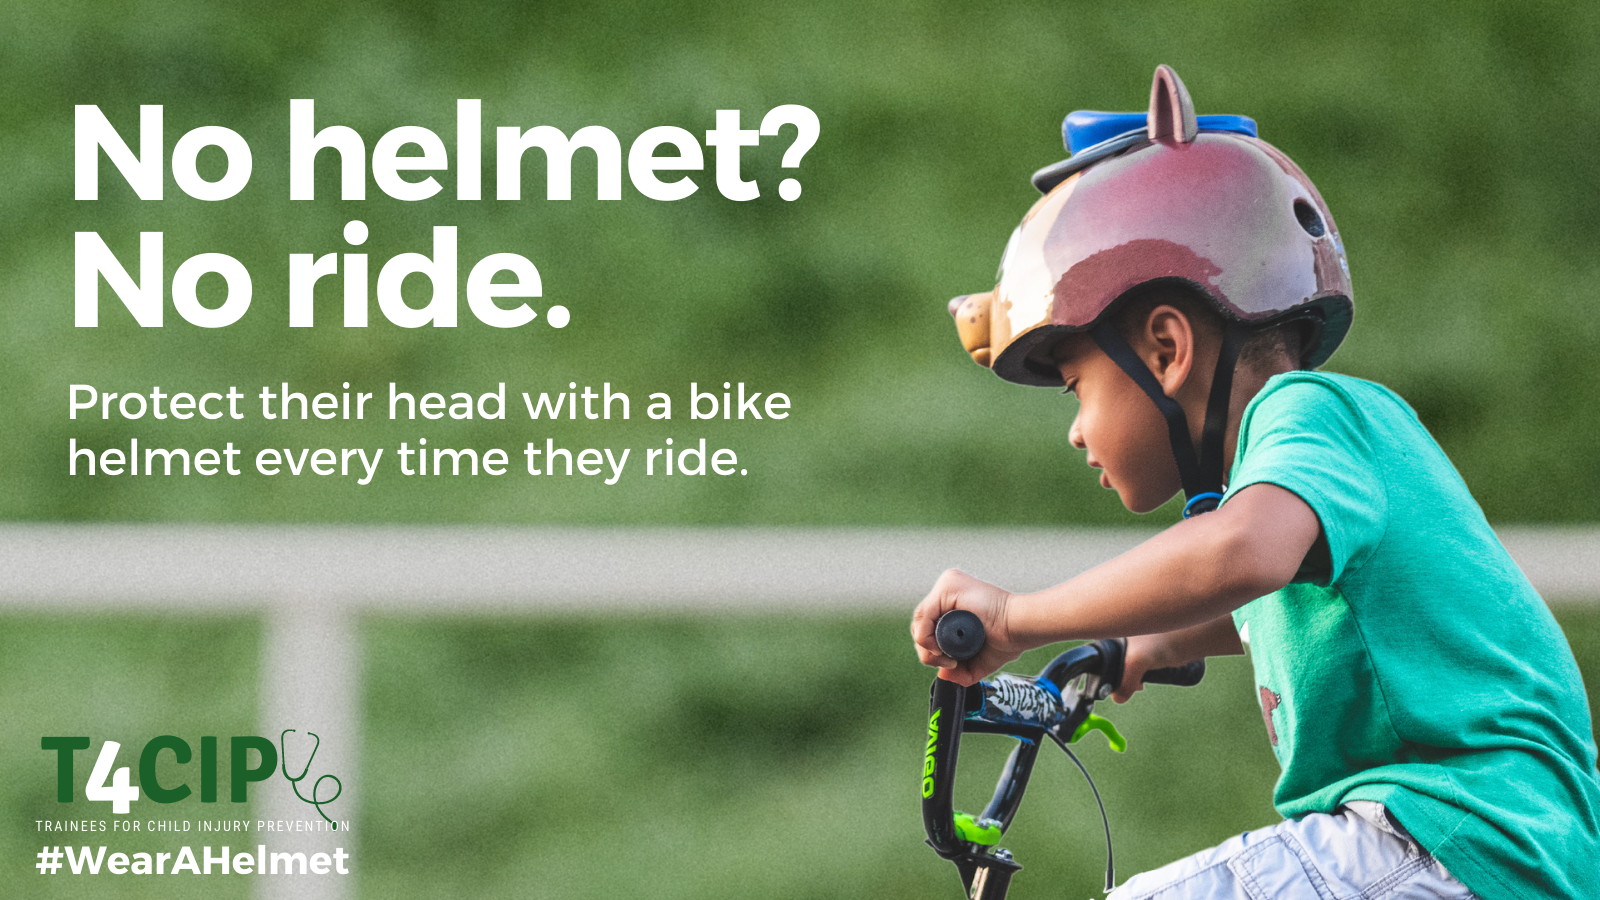 No helmet?
No ride.
Protect their head with a bike
helmet every time they ride.
T4CIP
TRAINEES FOR CHILD INJURY PREVENTION
#WearAHelmet